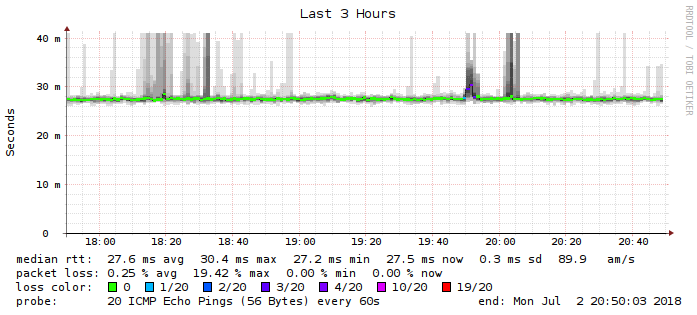 Last 3 Hours
RRDTOOL / TOBI OETIKER
Seconds
40 m
30 m
20 m
10 m
0
18:00 18:20 18:40 19:00 19:20 19:40 20:00 20:20 20:40
median rtt: 27.6 ms avg 30.4 ms max 27.2 ms min 27.5 ms now 0.3 ms sd 89.9 am/s
packet loss: 0.25 % avg 19.42 % max 0.00 % min 0.00 % now
loss color: 0 1/20 2/20 3/20 4/20 10/20 19/20
probe: 20 ICMP Echo Pings (56 Bytes) every 60s end: Mon Jul 2 20:50:03 2018